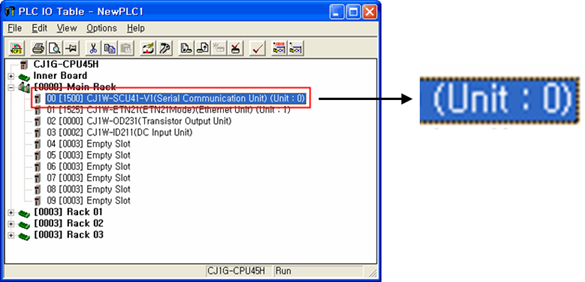 PLC IO Table - NewPLC1
File Edit View Options Help
CJ1G-CPU45H
Inner Board
[0000] Main Rack
00 [1500] CJ1W-SCU41-V1(Serial Communication Unit) (Unit : 0)
01 [1525] CJ1W-ETN21(ETN21Mode)(Ethernet Unit) (Unit : 1)
02 [0000] CJ1W-OD231(Transistor Output Unit)
03 [0002] CJ1W-ID211(DC Input Unit)
04 [0003] Empty Slot
05 [0003] Empty Slot
06 [0003] Empty Slot
07 [0003] Empty Slot
08 [0003] Empty Slot
09 [0003] Empty Slot
[0003] Rack 01
[0003] Rack 02
[0003] Rack 03
CJ1G-CPU45H Run
(Unit : 0)